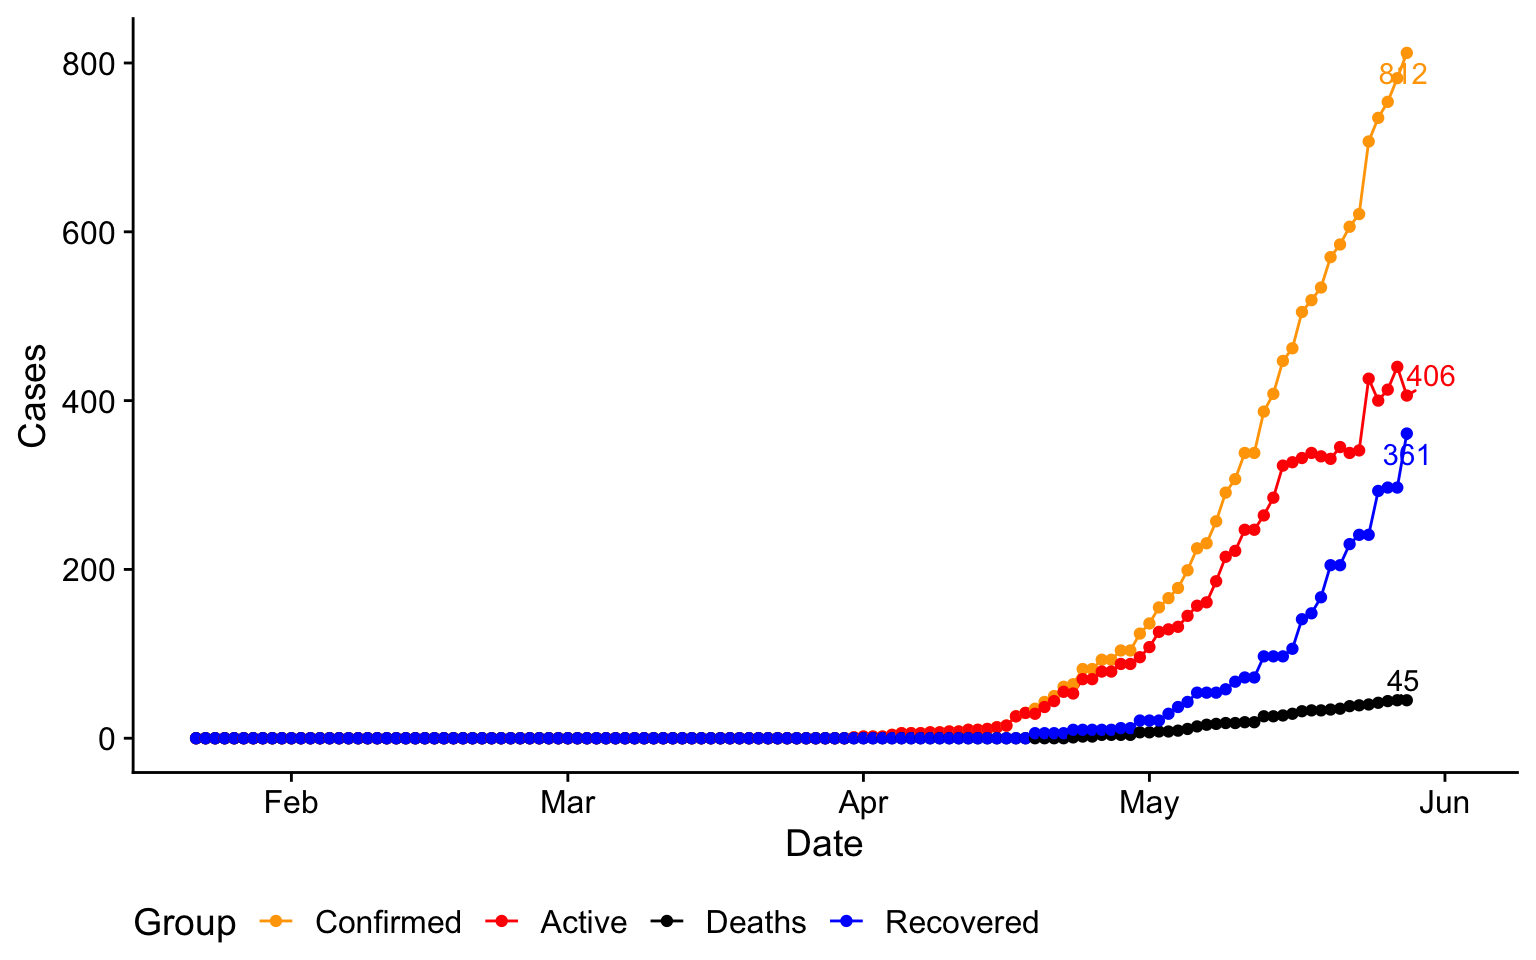 800
812
600
406
400
361
200
45
0
Cases
Feb Mar Apr May Jun
Date
Group Confirmed Active Deaths Recovered